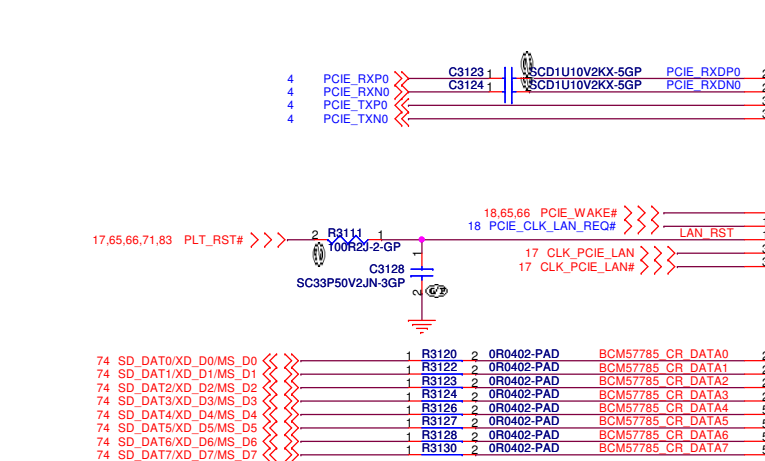 4 PCIE_RXP0 C3123 1 SCD1U10V2KX-5GP PCIE_RXDP0
4 PCIE_RXN0 C3124 1 SCD1U10V2KX-5GP PCIE_RXDN0
4 PCIE_TXP0
4 PCIE_TXN0
18,65,66 PCIE_WAKE#
18 PCIE_CLK_LAN_REQ#
17,65,66,71,83 PLT_RST# 2 R3111 1 LAN_RST
100R2J-2-GP
17 CLK_PCIE_LAN
1
C3128 17 CLK_PCIE_LAN#
SC33P50V2JN-3GP
2
74 SD_DAT0/XD_D0/MS_D0 1 R3120 2 0R0402-PAD BCM57785_CR_DATA0
74 SD_DAT1/XD_D1/MS_D1 1 R3122 2 0R0402-PAD BCM57785_CR_DATA1
74 SD_DAT2/XD_D2/MS_D2 1 R3123 2 0R0402-PAD BCM57785_CR_DATA2
74 SD_DAT3/XD_D3/MS_D3 1 R3124 2 0R0402-PAD BCM57785_CR_DATA3
74 SD_DAT4/XD_D4/MS_D4 1 R3126 2 0R0402-PAD BCM57785_CR_DATA4
74 SD_DAT5/XD_D5/MS_D5 1 R3127 2 0R0402-PAD BCM57785_CR_DATA5
74 SD_DAT6/XD_D6/MS_D6 1 R3128 2 0R0402-PAD BCM57785_CR_DATA6
74 SD_DAT7/XD_D7/MS_D7 1 R3130 2 0R0402-PAD BCM57785_CR_DATA7